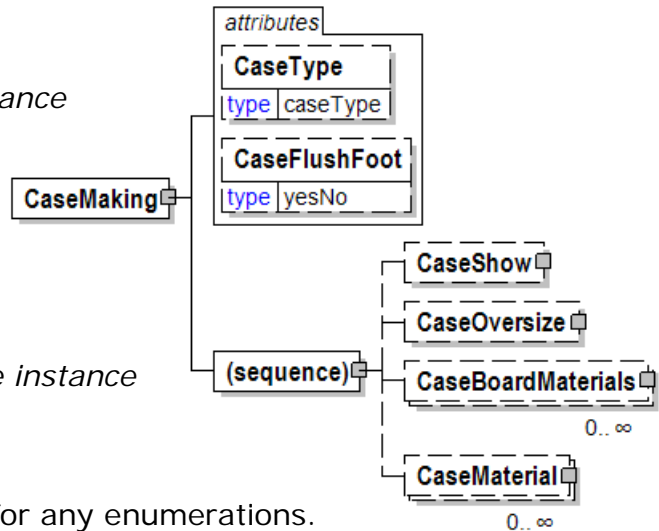 attributes
CaseType
ance
type caseType
CaseFlushFoot
CaseMaking
type yesNo
CaseShow
CaseOversize
(sequence)
e instance
CaseBoardMaterials
0.. ∞
CaseMaterial
or any enumerations.
0.. ∞